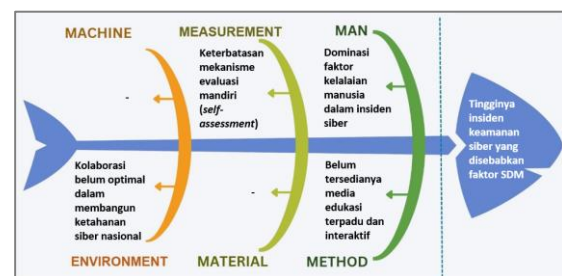 MACHINE
-
MEASUREMENT
Keterbatasan
mekanisme
evaluasi
mandiri
(self-
assessment)
MAN
Dominasi
faktor
kelalaian
manusia
dalam insiden
siber
Tingginya
insiden
keamanan
siber yang
disebabkan
faktor SDM
Kolaborasi
belum optimal
dalam
membangun
ketahanan
siber nasional
ENVIRONMENT
-
MATERIAL
Belum
tersedianya
media
edukasi
terpadu dan
interaktif
METHOD